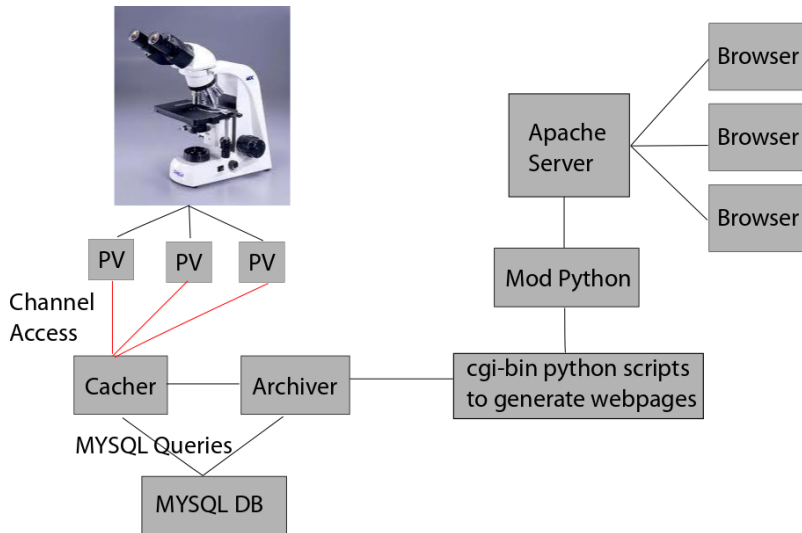 Browser
Apache
Server
Browser
Browser
PV
PV
PV
Mod Python
Channel
Access
Cacher
Archiver
cgi-bin python scripts
to generate webpages
MYSQL Queries
MYSQL DB